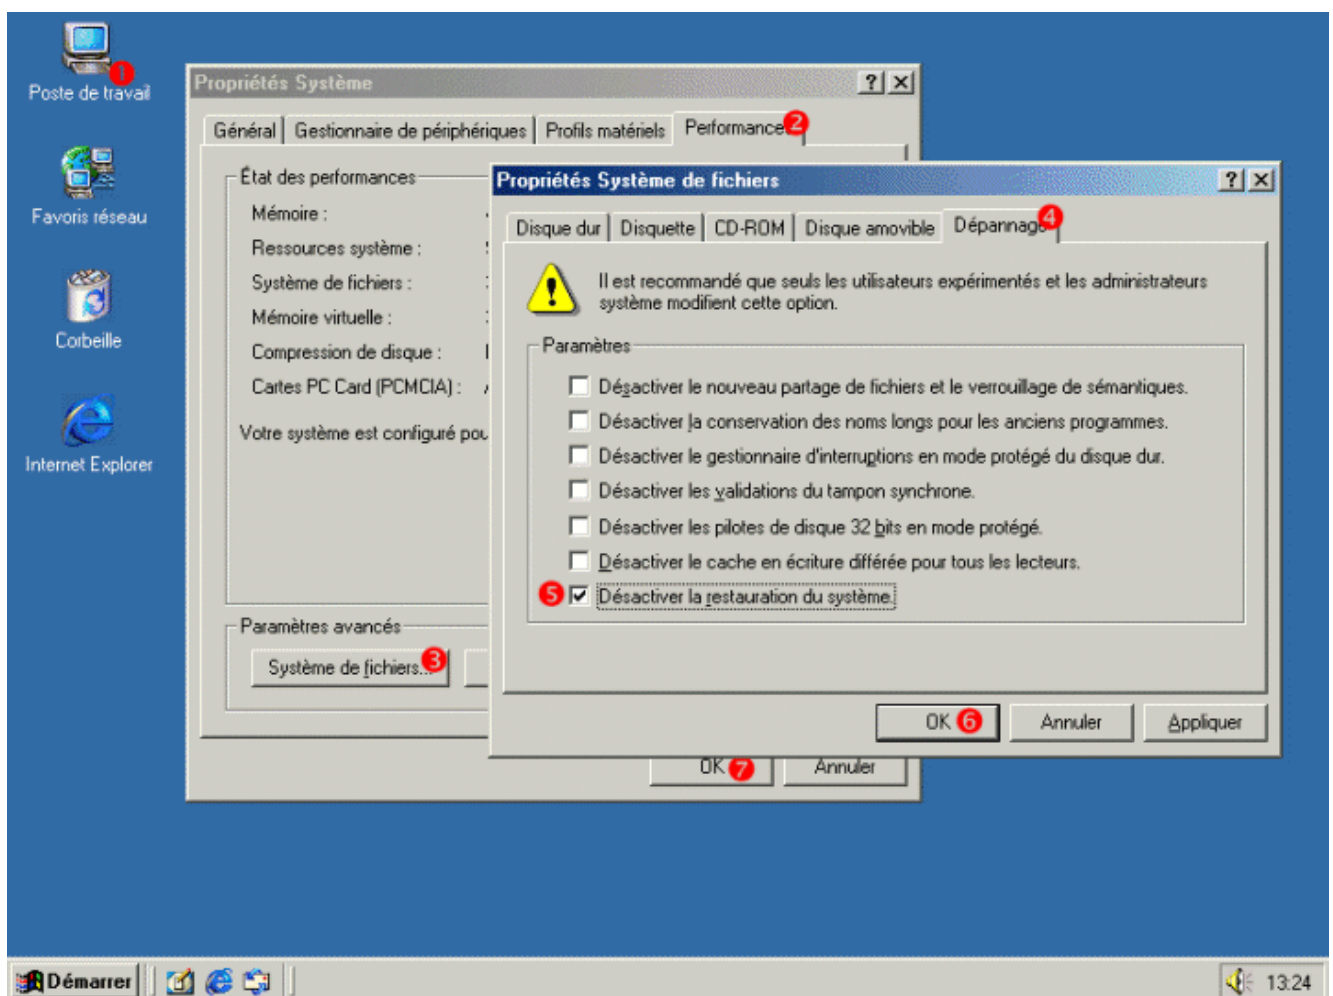 Poste de travail
1
Favoris réseau
Corbeille
Internet Explorer
Propriétés Système
Général
Gestionnaire de périphériques
Profils matériels
Performance
2
État des performances
Mémoire :
Ressources système :
Système de fichiers :
Mémoire virtuelle :
Compression de disque :
Cartes PC Card (PCMCIA) :
Votre système est configuré pou
Paramètres avancés
Système de fichiers...
3
Propriétés Système de fichiers
Disque dur
Disquette
CD-ROM
Disque amovible
Dépannage
4
Il est recommandé que seuls les utilisateurs expérimentés et les administrateurs
système modifient cette option.
Paramètres
Désactiver le nouveau partage de fichiers et le verrouillage de sémantiques.
Désactiver la conservation des noms longs pour les anciens programmes.
Désactiver le gestionnaire d'interruptions en mode protégé du disque dur.
Désactiver les validations du tampon synchrone.
Désactiver les pilotes de disque 32 bits en mode protégé.
Désactiver le cache en écriture différée pour tous les lecteurs.
5
Désactiver la restauration du système.
OK
6
Annuler
Appliquer
OK
7
Annuler
Démarrer
13:24